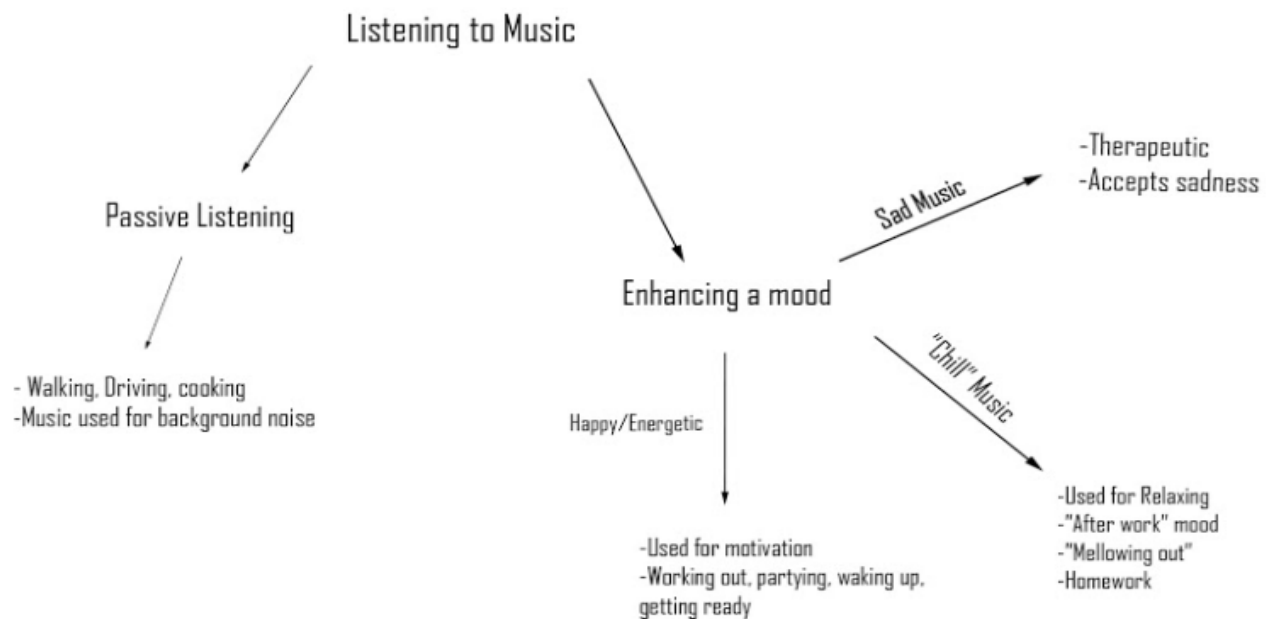 Listening to Music
Passive Listening
- Walking, Driving, cooking
-Music used for background noise
Enhancing a mood
Sad Music
-Therapeutic
-Accepts sadness
"Chill" Music
-Used for Relaxing
-"After work" mood
-"Mellowing out"
-Homework
Happy/Energetic
-Used for motivation
-Working out, partying, waking up,
getting ready